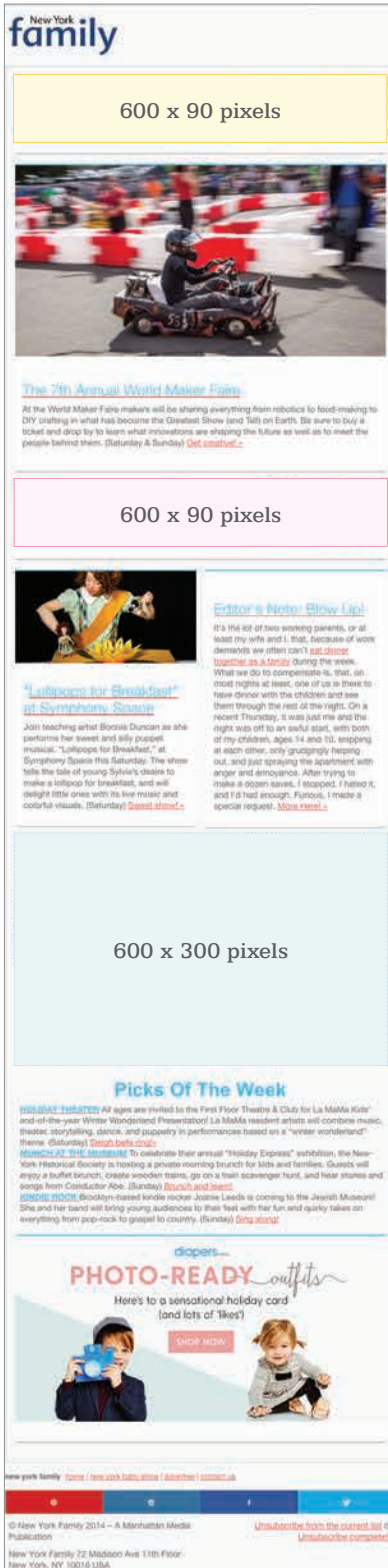 New York
family
600 x 90 pixels
The 7th Annual World Maker Faire
At the World Maker Faire makers will be sharing everything from robotics to food-making to
DIY crafting in what has become the Greatest Show (and Tell) on Earth. Be sure to buy a
ticket and drop by to learn what innovations are shaping the future as well as to meet the
people behind them. (Saturday & Sunday) Get creative! »
600 x 90 pixels
"Lollipops for Breakfast"
at Symphony Space
Join teaching artist Bonnie Duncan as she
performs her sweet and silly puppet
musical, "Lollipops for Breakfast," at
Symphony Space this Saturday. The show
tells the tale of young Sylvie's desire to
make a lollipop for breakfast, and will
delight little ones with its live music and
colorful visuals. (Saturday) Sweet show! »
Editor's Note: Blow Up!
It's the lot of two working parents, or at
least my wife and I, that, because of work
demands we often can't eat dinner
together as a family during the week.
What we do to compensate is, that, on
most nights at least, one of us is there to
have dinner with the children and see
them through the rest of the night. On a
recent Thursday, it was just me and the
night was off to an awful start, with both
of my children, ages 14 and 10, snapping
at each other, only grudgingly helping
out, and just spraying the apartment with
anger and annoyance. After trying to
make a dozen saves, I stopped. I hated it,
and I'd had enough. Furious, I made a
special request. More Here! »
600 x 300 pixels
Picks Of The Week
HOLIDAY THEATER All ages are invited to the First Floor Theatre & Club for La MaMa Kids'
end-of-the-year Winter Wonderland Presentation! La MaMa resident artists will combine music,
theater, storytelling, dance, and puppetry in performances based on a "winter wonderland"
theme. (Saturday) Sleigh bells ring!»
MUNCH AT THE MUSEUM To celebrate their annual "Holiday Express" exhibition, the New-
York Historical Society is hosting a private morning brunch for kids and families. Guests will
enjoy a buffet brunch, create wooden trains, go on a train scavenger hunt, and hear stories and
songs from Conductor Abe. (Sunday) Brunch and learn!
KINDIE ROCK Brooklyn-based kindie rocker Joanie Leeds is coming to the Jewish Museum!
She and her band will bring young audiences to their feet with her fun and quirky takes on
everything from pop-rock to gospel to country. (Sunday) Sing along!
diapers.com
PHOTO-READY outfits
Here's to a sensational holiday card
(and lots of 'likes')
SHOP NOW
new york family home | new york baby show | advertise | contact us
© New York Family 2014 – A Manhattan Media
Publication
New York Family 72 Madison Ave 11th Floor
New York, NY 10016 USA
Unsubscribe from the current list o
Unsubscribe complete